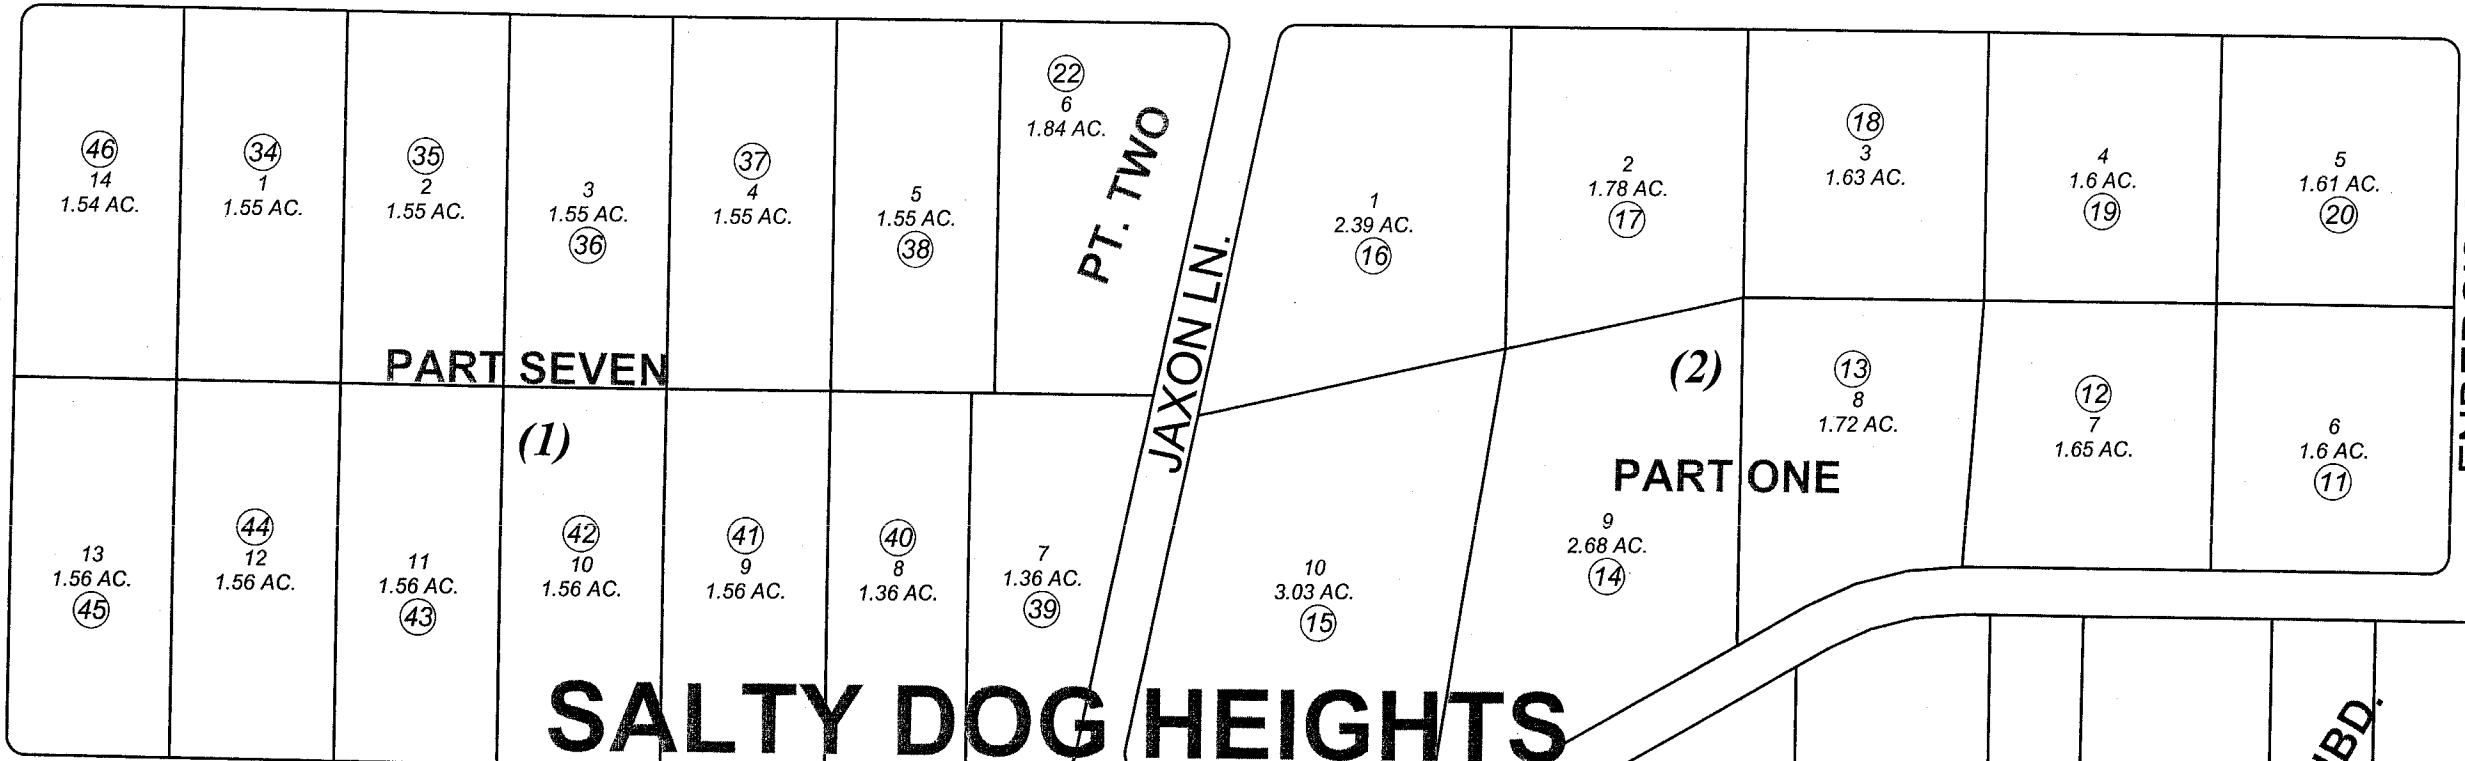 46
14
1.54 AC.
34
1
1.55 AC.
35
2
1.55 AC.
3
1.55 AC.
36
37
4
1.55 AC.
5
1.55 AC.
38
22
6
1.84 AC.
PT. TWO
JAXON LN.
1
2.39 AC.
16
2
1.78 AC.
17
18
3
1.63 AC.
4
1.6 AC.
19
5
1.61 AC.
20
PART SEVEN
(1)
(2)
PART ONE
13
1.56 AC.
45
44
12
1.56 AC.
11
1.56 AC.
43
42
10
1.56 AC.
41
9
1.56 AC.
40
8
1.36 AC.
7
1.36 AC.
39
10
3.03 AC.
15
9
2.68 AC.
14
13
8
1.72 AC.
12
7
1.65 AC.
6
1.6 AC.
11
SALTY DOG HEIGHTS